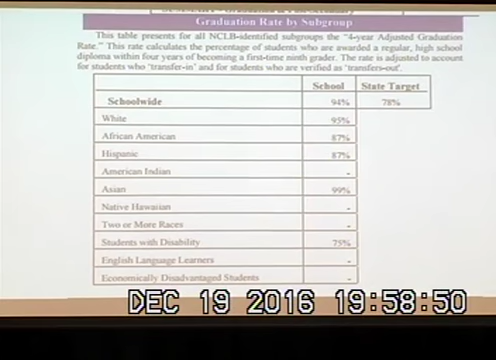 Graduation Rate by Subgroup
This table presents for all NCLB-identified subgroups the "4-year Adjusted Graduation
Rate." This rate calculates the percentage of students who are awarded a regular, high school
diploma within four years of becoming a first-time ninth grader. The rate is adjusted to account
for students who 'transfer-in' and for students who are verified as 'transfers-out'.
School State Target
Schoolwide 94% 78%
White 95%
African American 87%
Hispanic 87%
American Indian -
Asian 99%
Native Hawaiian -
Two or More Races -
Students with Disability 75%
English Language Learners -
Economically Disadvantaged Students -
DEC 19 2016 19:58:50